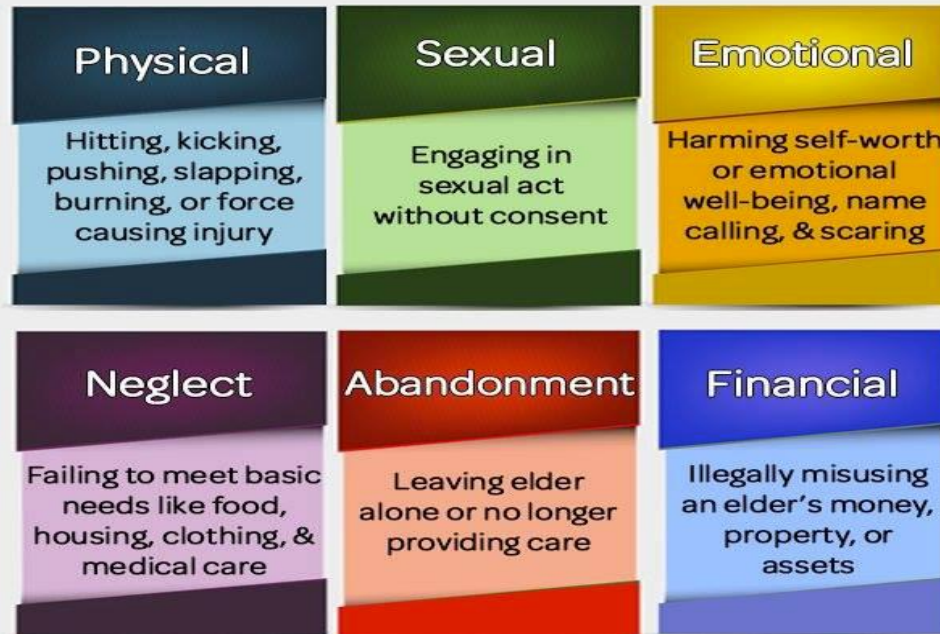 Physical
Hitting, kicking,
pushing, slapping,
burning, or force
causing injury
Sexual
Engaging in
sexual act
without consent
Emotional
Harming self-worth
or emotional
well-being, name
calling, & scaring
Neglect
Failing to meet basic
needs like food,
housing, clothing, &
medical care
Abandonment
Leaving elder
alone or no longer
providing care
Financial
Illegally misusing
an elder's money,
property, or
assets